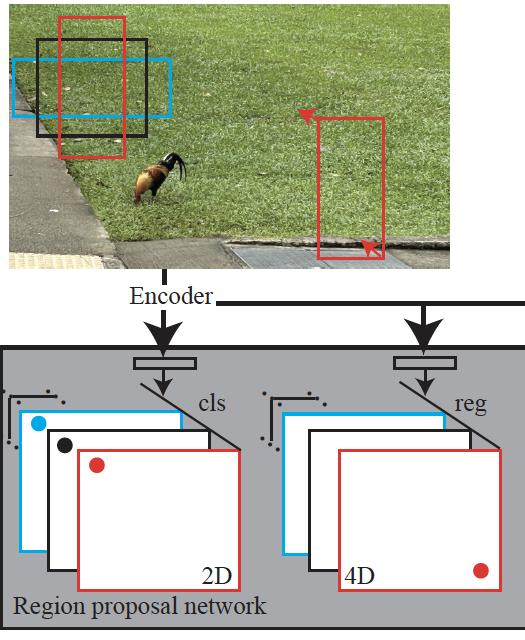 Encoder
cls
reg
2D
4D
Region proposal network